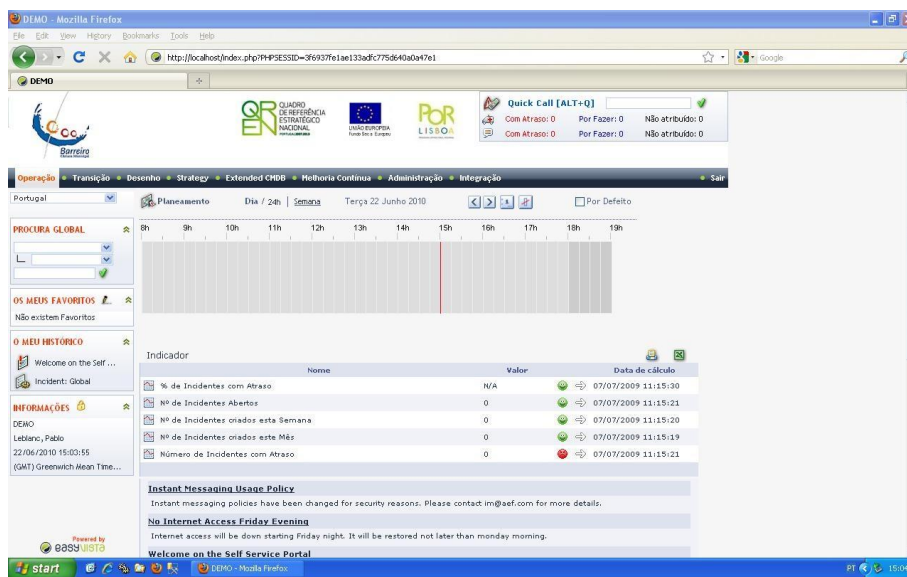 DEMO - Mozilla Firefox
File Edit View History Bookmarks Tools Help
http://localhost/index.php?PHPSESSID=3f6937fe1ae133adfc775d640a0a47e1
Google
DEMO
QR EN QUADRO DE REFERÊNCIA ESTRATÉGICO NACIONAL
UNIÃO EUROPEIA
Fundo Social Europeu
PoR LISBOA
Barreiro
Quick Call [ALT+Q]
Com Atraso: 0 Por Fazer: 0 Não atribuído: 0
Com Atraso: 0 Por Fazer: 0 Não atribuído: 0
Operação Transição Desenho Strategy Extended CMDB Melhoria Contínua Administração Integração Sair
Portugal
Planeamento Dia / 24h | Semana Terça 22 Junho 2010 Por Defeito
PROCURA GLOBAL
8h 9h 10h 11h 12h 13h 14h 15h 16h 17h 18h 19h
OS MEUS FAVORITOS
Não existem Favoritos
O MEU HISTÓRICO
Welcome on the Self ...
Incident: Global
INFORMAÇÕES
DEMO
Leblanc, Pablo
22/06/2010 15:03:55
(GMT) Greenwich Mean Time...
Powered by
easyvista
Indicador
Nome Valor Data de cálculo
% de Incidentes com Atraso N/A 07/07/2009 11:15:30
Nº de Incidentes Abertos 0 07/07/2009 11:15:21
Nº de Incidentes criados esta Semana 0 07/07/2009 11:15:20
Nº de Incidentes criados este Mês 0 07/07/2009 11:15:19
Número de Incidentes com Atraso 0 07/07/2009 11:15:21
Instant Messaging Usage Policy
Instant messaging policies have been changed for security reasons. Please contact im@aef.com for more details.
No Internet Access Friday Evening
Internet access will be down starting Friday night. It will be restored not later than monday morning.
Welcome on the Self Service Portal
start DEMO - Mozilla Firefox PT 15:04